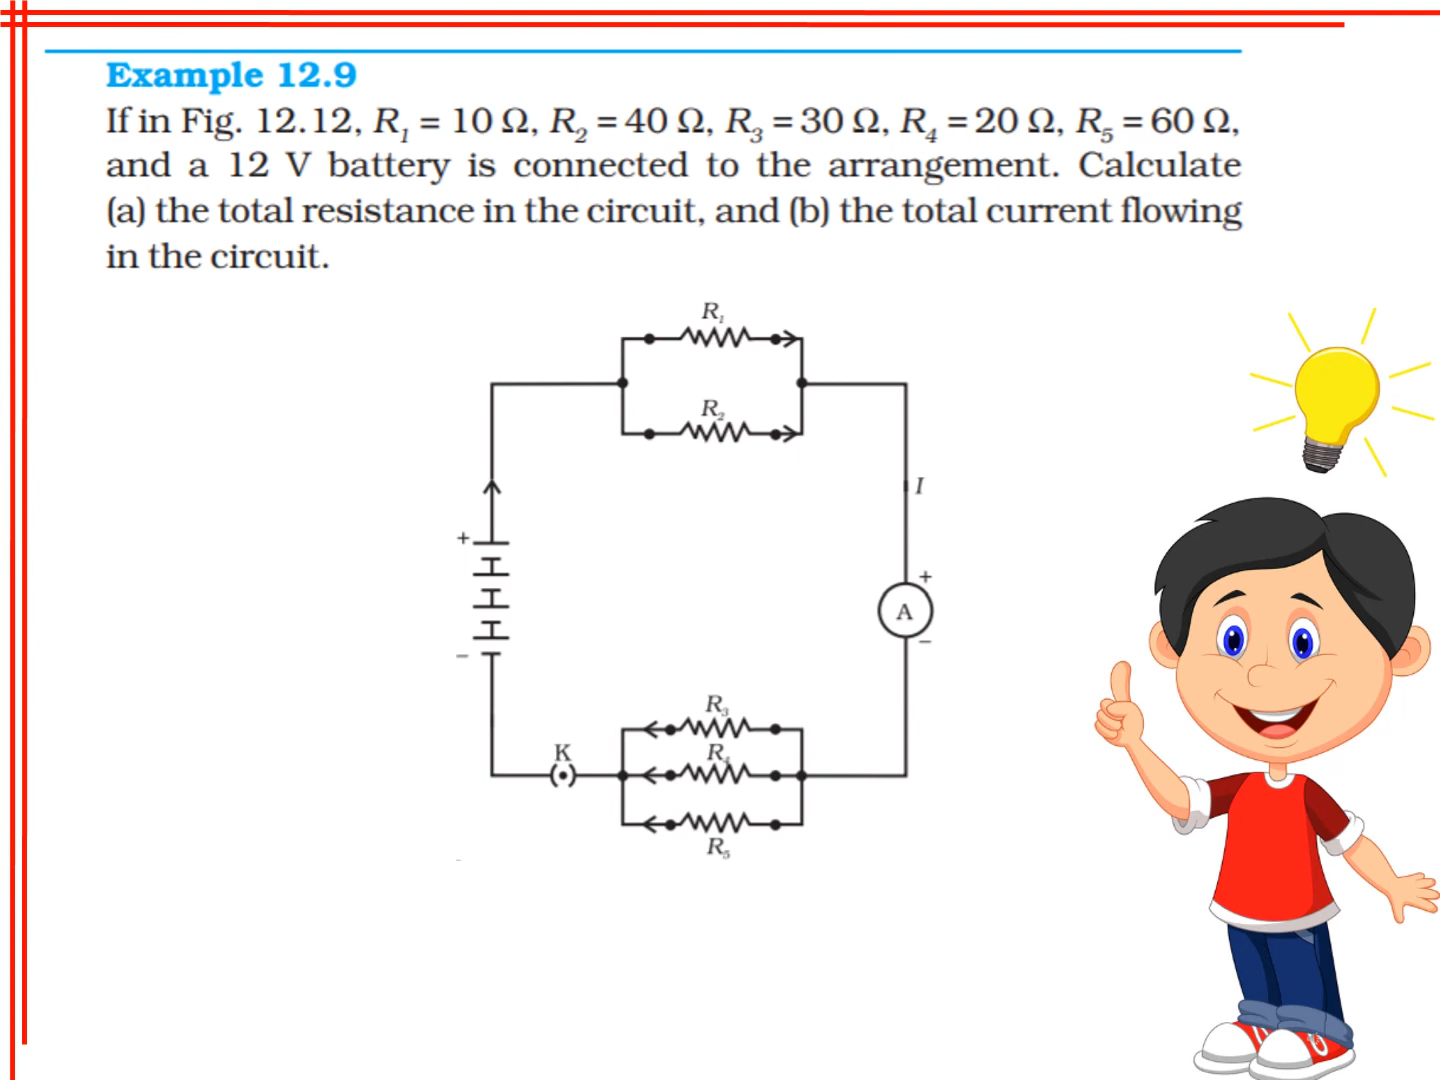 Example 12.9
If in Fig. 12.12, R₁ = 10 Ω, R₂ = 40 Ω, R₃ = 30 Ω, R₄ = 20 Ω, R₅ = 60 Ω,
and a 12 V battery is connected to the arrangement. Calculate
(a) the total resistance in the circuit, and (b) the total current flowing
in the circuit.
R₁
R₂
I
+
+
A
−
−
R₃
K
R₄
R₅